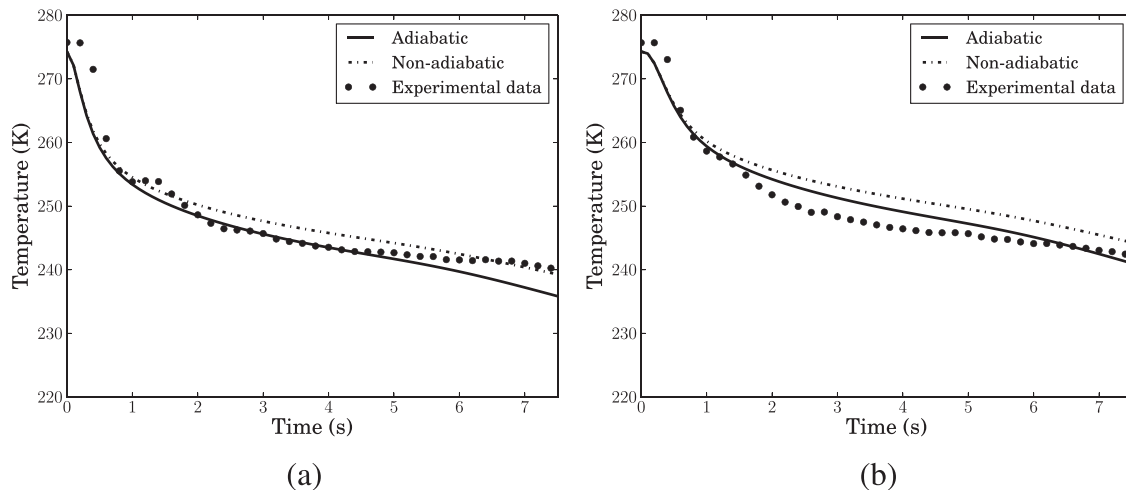 280
270
260
250
240
230
220
Temperature (K)
0 1 2 3 4 5 6 7
Time (s)
Adiabatic
Non-adiabatic
Experimental data
(a)
280
270
260
250
240
230
220
Temperature (K)
0 1 2 3 4 5 6 7
Time (s)
Adiabatic
Non-adiabatic
Experimental data
(b)